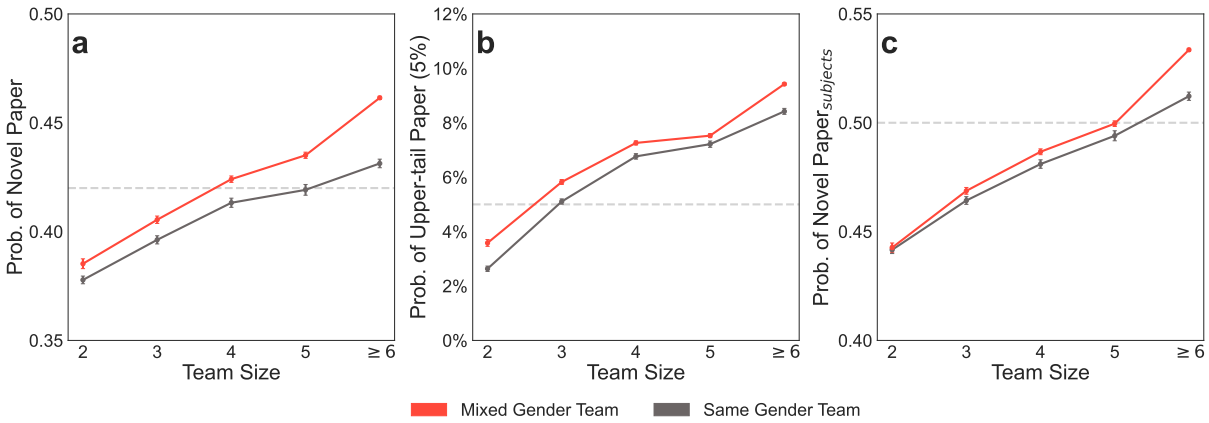 a
Prob. of Novel Paper
0.50
0.45
0.40
0.35
2 3 4 5 ≥ 6
Team Size
b
Prob. of Upper-tail Paper (5%)
12%
10%
8%
6%
4%
2%
0%
2 3 4 5 ≥ 6
Team Size
c
Prob. of Novel Paper subjects
0.55
0.50
0.45
0.40
2 3 4 5 ≥ 6
Team Size
Mixed Gender Team Same Gender Team